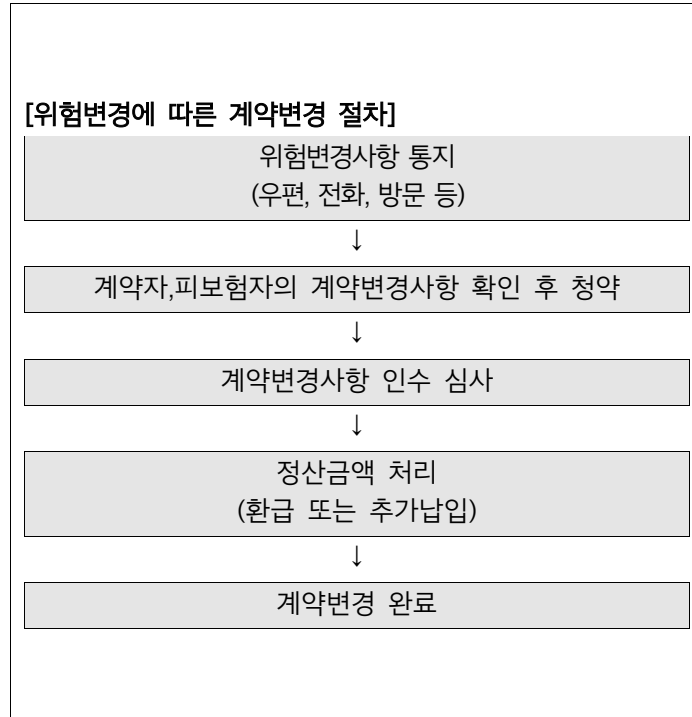 [위험변경에 따른 계약변경 절차]
위험변경사항 통지
(우편, 전화, 방문 등)
↓
계약자,피보험자의 계약변경사항 확인 후 청약
↓
계약변경사항 인수 심사
↓
정산금액 처리
(환급 또는 추가납입)
↓
계약변경 완료